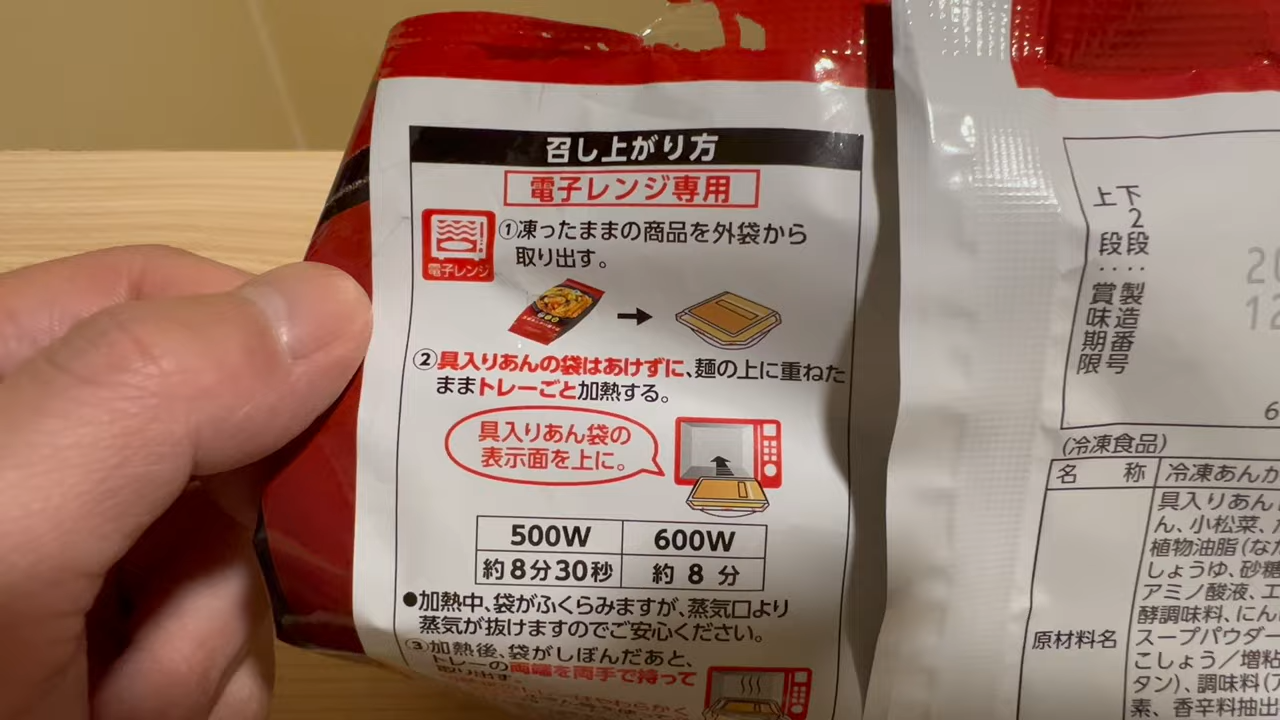 召し上がり方
電子レンジ専用
電子レンジ
①凍ったままの商品を外袋から
取り出す。
②具入りあんの袋はあけずに、麺の上に重ねた
ままトレーごと加熱する。
具入りあん袋の
表示面を上に。
500W 600W
約8分30秒 約 8 分
●加熱中、袋がふくらみますが、蒸気口より
蒸気が抜けますのでご安心ください。
③加熱後、袋がしぼんだあと、
トレーの両端を両手で持って
取り出す。
下2段‥製造番号
上段‥賞味期限
(冷凍食品)
名 称 冷凍あんか
原材料名
具入りあん
ん、小松菜、
植物油脂(なた
しょうゆ、砂糖
アミノ酸液、エ
酵調味料、にん
スープパウダー
こしょう/増粘
タン)、調味料(ア
素、香辛料抽出